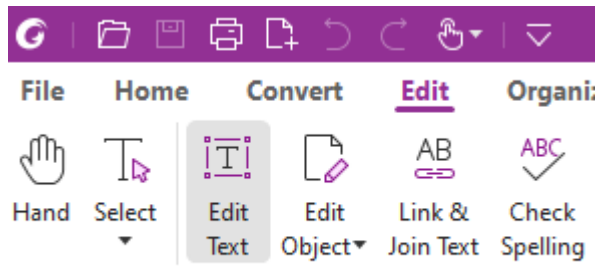 File Home Convert Edit Organi
Hand Select Edit Edit Link & Check
Text Object Join Text Spelling
AB ABC